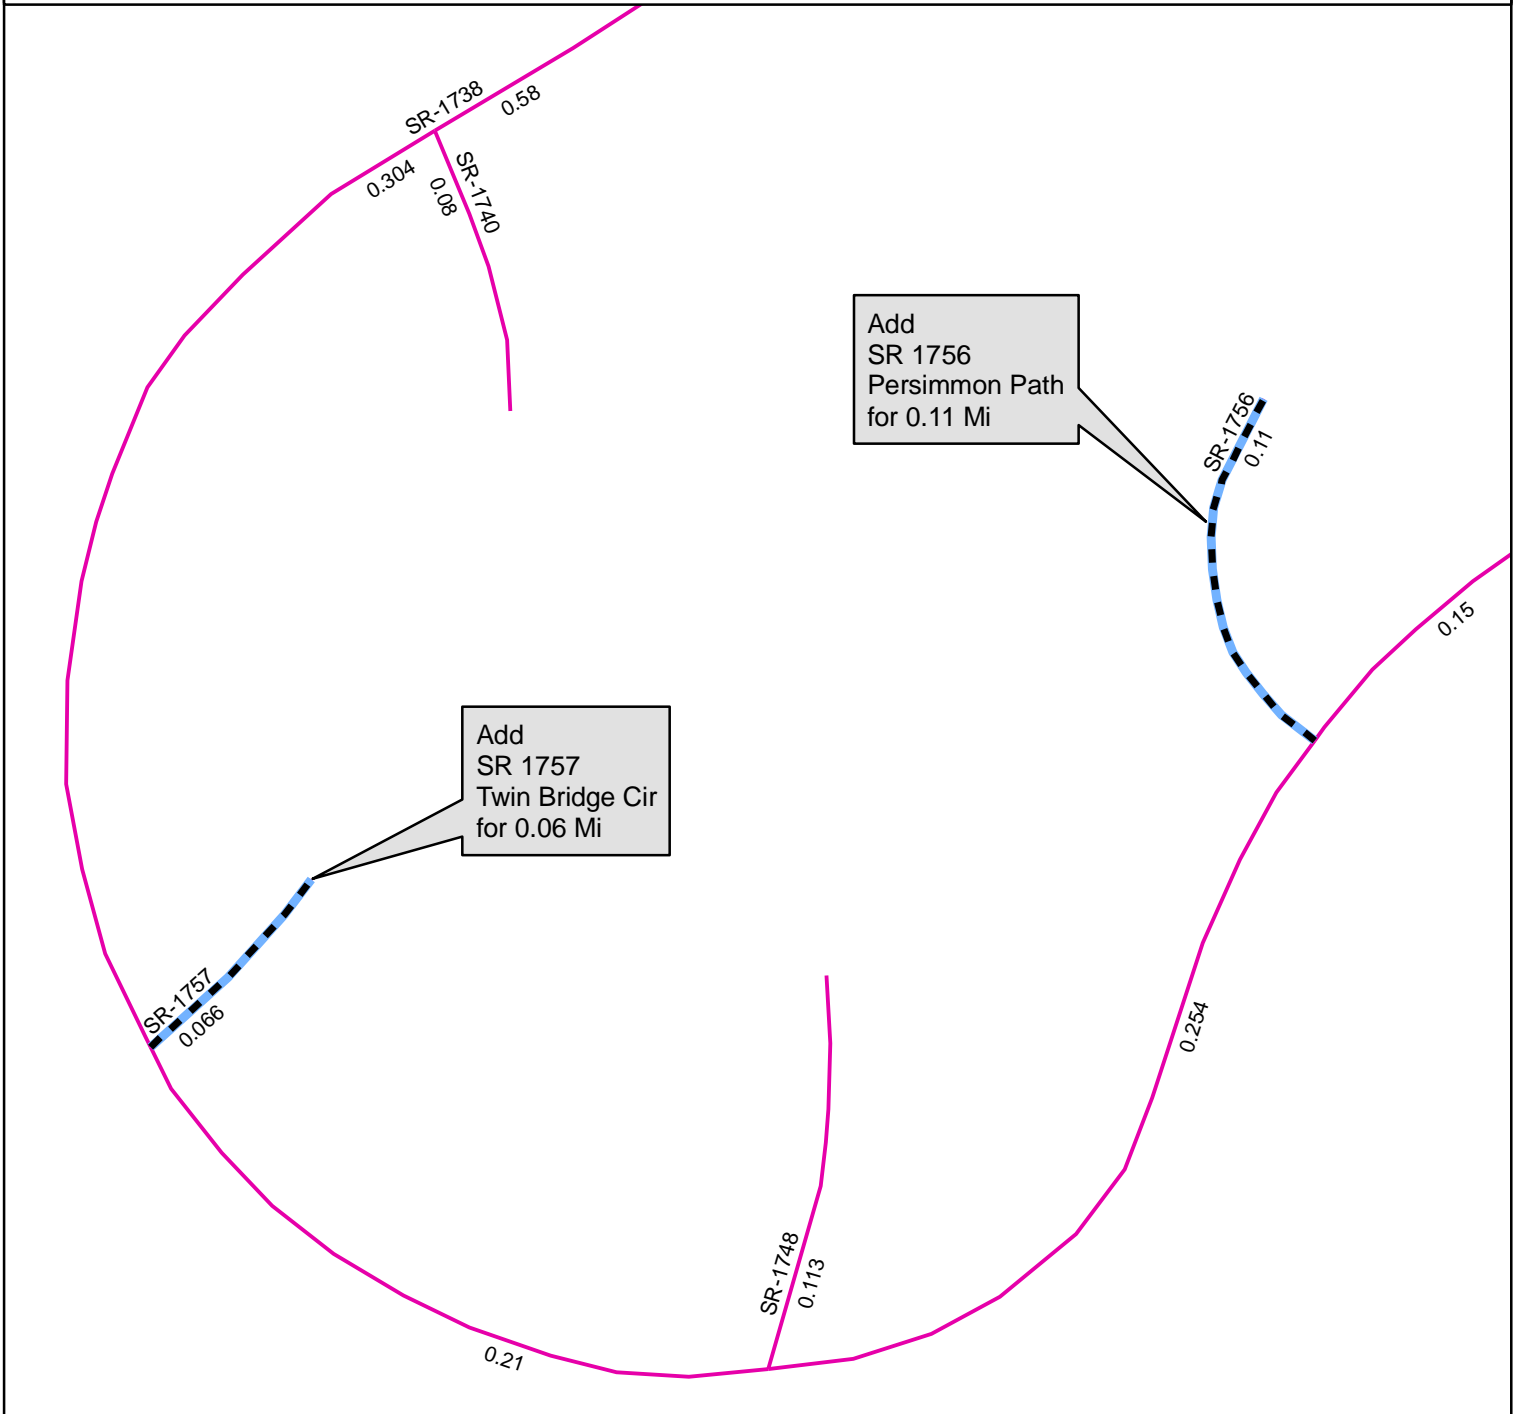 SR-1738
0.58
0.304
SR-1740
0.08
Add
SR 1756
Persimmon Path
for 0.11 Mi
SR-1756
0.11
0.15
Add
SR 1757
Twin Bridge Cir
for 0.06 Mi
SR-1757
0.066
0.254
SR-1748
0.113
0.21